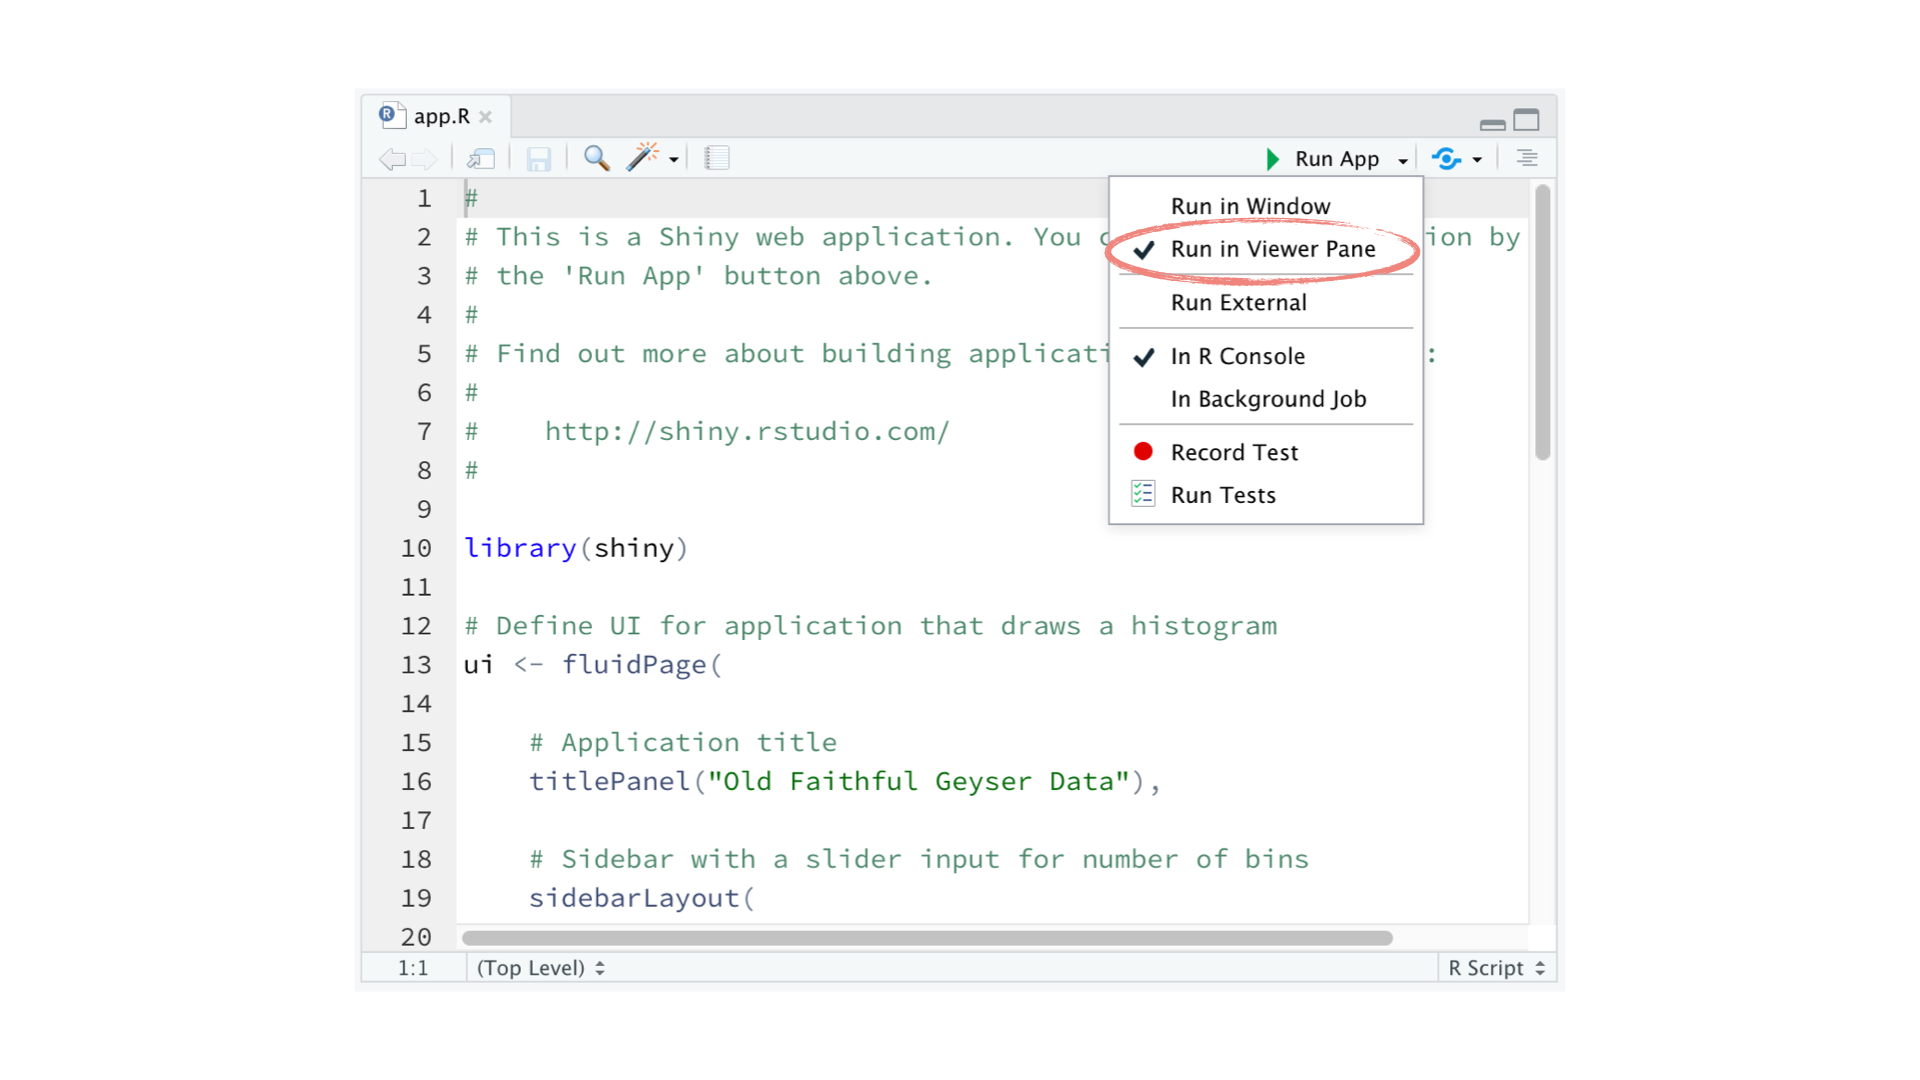 app.R
Run App
Run in Window
Run in Viewer Pane
Run External
In R Console
In Background Job
Record Test
Run Tests
1 #
2 # This is a Shiny web application. You ion by
3 # the 'Run App' button above.
4 #
5 # Find out more about building :
6 #
7 # http://shiny.rstudio.com/
8 #
9
10 library(shiny)
11
12 # Define UI for application that draws a histogram
13 ui <- fluidPage(
14
15 # Application title
16 titlePanel("Old Faithful Geyser Data"),
17
18 # Sidebar with a slider input for number of bins
19 sidebarLayout(
20
1:1 (Top Level) R Script